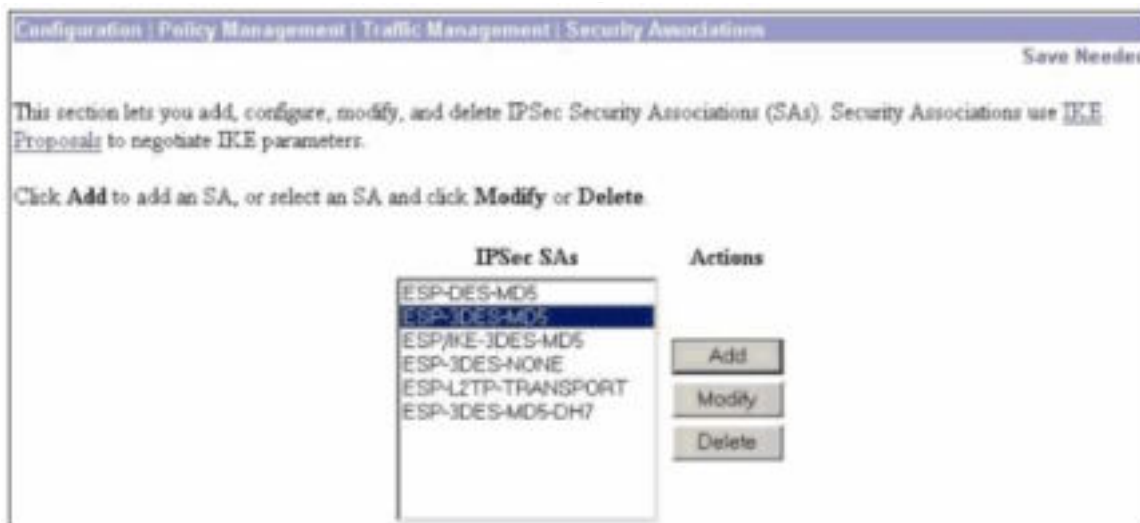 Configuration | Policy Management | Traffic Management | Security Associations
Save Needed
This section lets you add, configure, modify, and delete IPSec Security Associations (SAs). Security Associations use IKE
Proposals to negotiate IKE parameters.
Click Add to add an SA, or select an SA and click Modify or Delete.
IPSec SAs Actions
ESP-DES-MD5
ESP-3DES-MD5
ESP/IKE-3DES-MD5
ESP-3DES-NONE
ESP-L2TP-TRANSPORT
ESP-3DES-MD5-DH7
Add
Modify
Delete